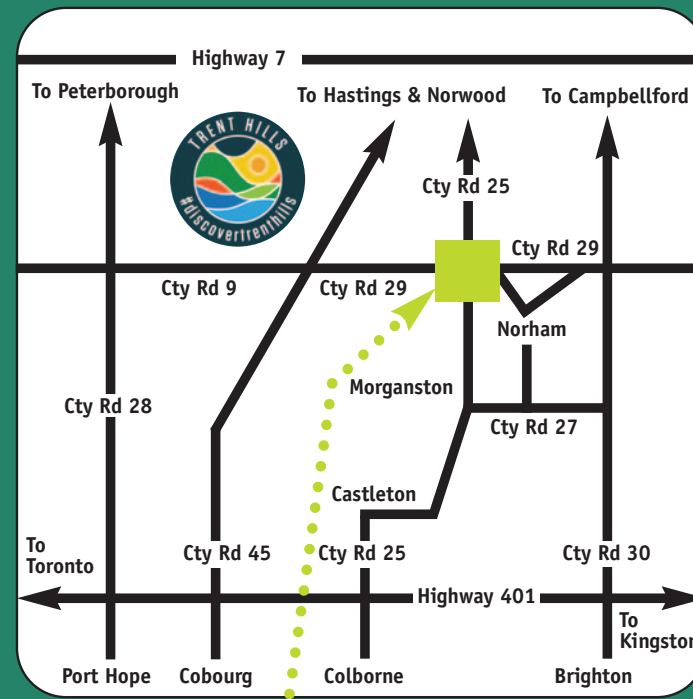 Highway 7
To Peterborough
To Hastings & Norwood
To Campbellford
TRENT HILLS
#discovertrenthills
Cty Rd 25
Cty Rd 29
Cty Rd 9
Cty Rd 29
Norham
Morganston
Cty Rd 28
Cty Rd 27
Castleton
To
Toronto
Cty Rd 45
Cty Rd 25
Cty Rd 30
Highway 401
To
Kingston
Port Hope
Cobourg
Colborne
Brighton